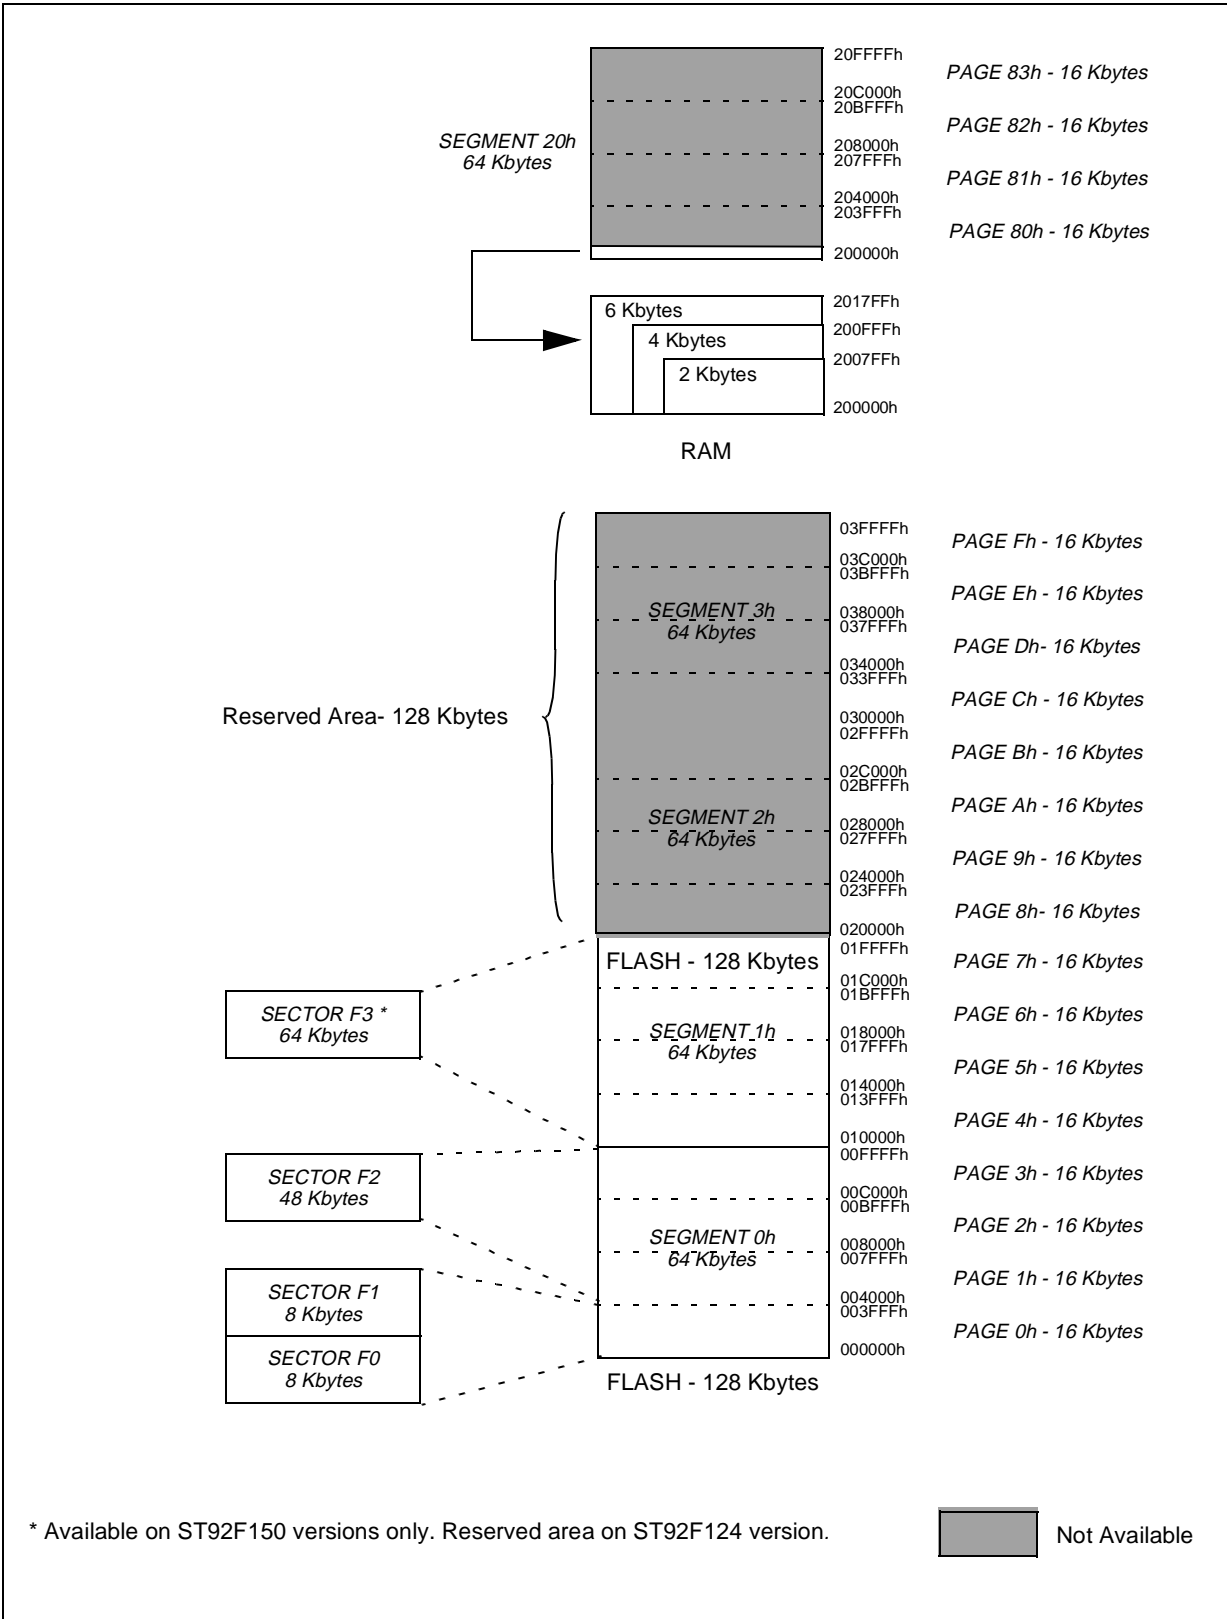 20FFFFh
PAGE 83h - 16 Kbytes
20C000h
20BFFFh
PAGE 82h - 16 Kbytes
SEGMENT 20h
64 Kbytes
208000h
207FFFh
PAGE 81h - 16 Kbytes
204000h
203FFFh
PAGE 80h - 16 Kbytes
200000h
6 Kbytes
2017FFh
4 Kbytes
200FFFh
2 Kbytes
2007FFh
200000h
RAM
03FFFFh
PAGE Fh - 16 Kbytes
03C000h
03BFFFh
PAGE Eh - 16 Kbytes
SEGMENT 3h
64 Kbytes
038000h
037FFFh
PAGE Dh- 16 Kbytes
034000h
033FFFh
PAGE Ch - 16 Kbytes
Reserved Area- 128 Kbytes
030000h
02FFFFh
PAGE Bh - 16 Kbytes
02C000h
02BFFFh
PAGE Ah - 16 Kbytes
SEGMENT 2h
64 Kbytes
028000h
027FFFh
PAGE 9h - 16 Kbytes
024000h
023FFFh
PAGE 8h- 16 Kbytes
020000h
01FFFFh
FLASH - 128 Kbytes
PAGE 7h - 16 Kbytes
01C000h
01BFFFh
SECTOR F3 *
64 Kbytes
PAGE 6h - 16 Kbytes
SEGMENT 1h
64 Kbytes
018000h
017FFFh
PAGE 5h - 16 Kbytes
014000h
013FFFh
PAGE 4h - 16 Kbytes
010000h
00FFFFh
SECTOR F2
48 Kbytes
PAGE 3h - 16 Kbytes
00C000h
00BFFFh
PAGE 2h - 16 Kbytes
SEGMENT 0h
64 Kbytes
008000h
007FFFh
PAGE 1h - 16 Kbytes
SECTOR F1
8 Kbytes
004000h
003FFFh
PAGE 0h - 16 Kbytes
SECTOR F0
8 Kbytes
000000h
FLASH - 128 Kbytes
* Available on ST92F150 versions only. Reserved area on ST92F124 version.
Not Available